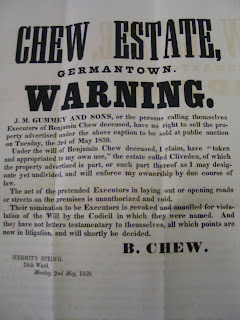 CHEW ESTATE,
GERMANTOWN.
WARNING.
J. M. GUMMEY AND SONS, or the persons calling themselves
Executors of Benjamin Chew deceased, have no right to sell the pro-
perty advertised under the above caption to be sold at public auction
on Tuesday, the 3d of May 1859.
Under the will of Benjamin Chew deceased, I claim, have "taken
and appropriated to my own use," the estate called Cliveden, of which
the property advertised is part, or such part thereof as I may desig-
nate yet undivided, and will enforce my ownership by due course of
law.
The act of the pretended Executors in laying out or opening roads
or streets on the premises is unauthorized and void.
Their nomination to be Executors is revoked and annulled for viola-
tion of the Will by the Codicil in which they were named. And
they have not letters testamentary to themselves, all which points are
now in litigation, and will shortly be decided.
B. CHEW.
HERMIT'S SPRING,
24th Ward,
Monday, 2nd May, 1859.